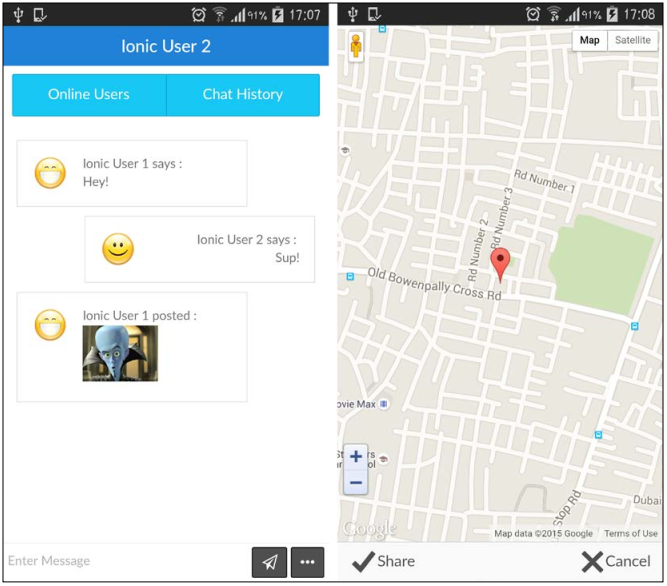 91% 17:07
Ionic User 2
Online Users
Chat History
Ionic User 1 says :
Hey!
Ionic User 2 says :
Sup!
Ionic User 1 posted :
Enter Message
91% 17:08
Map
Satellite
Rd Number 1
Rd Number 3
Rd Number 2
Old Bowenpally Cross Rd
ovie Max
Stop Rd
Dubai
+
−
Google
Map data ©2015 Google
Terms of Use
Share
Cancel